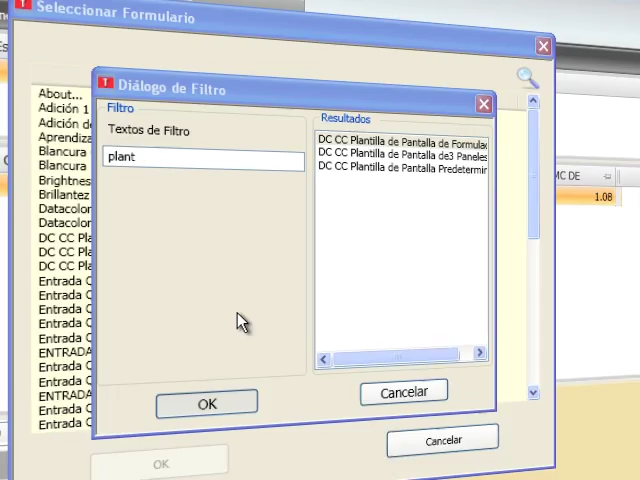 Seleccionar Formulario
Diálogo de Filtro
Filtro
Textos de Filtro
plant
Resultados
DC CC Plantilla de Pantalla de Formulac
DC CC Plantilla de Pantalla de3 Paneles
DC CC Plantilla de Pantalla Predetermin
OK
Cancelar
About...
Adición 1
Adición de
Aprendiza
Blancura
Blancura
Brightnes
Brillantez
Datacolor
Datacolor
DC CC Pla
DC CC Pla
DC CC Pla
Entrada C
Entrada C
Entrada C
Entrada C
Entrada C
ENTRADA
Entrada C
Entrada C
ENTRADA
Entrada C
Entrada C
OK
Cancelar
MC DE
1.08